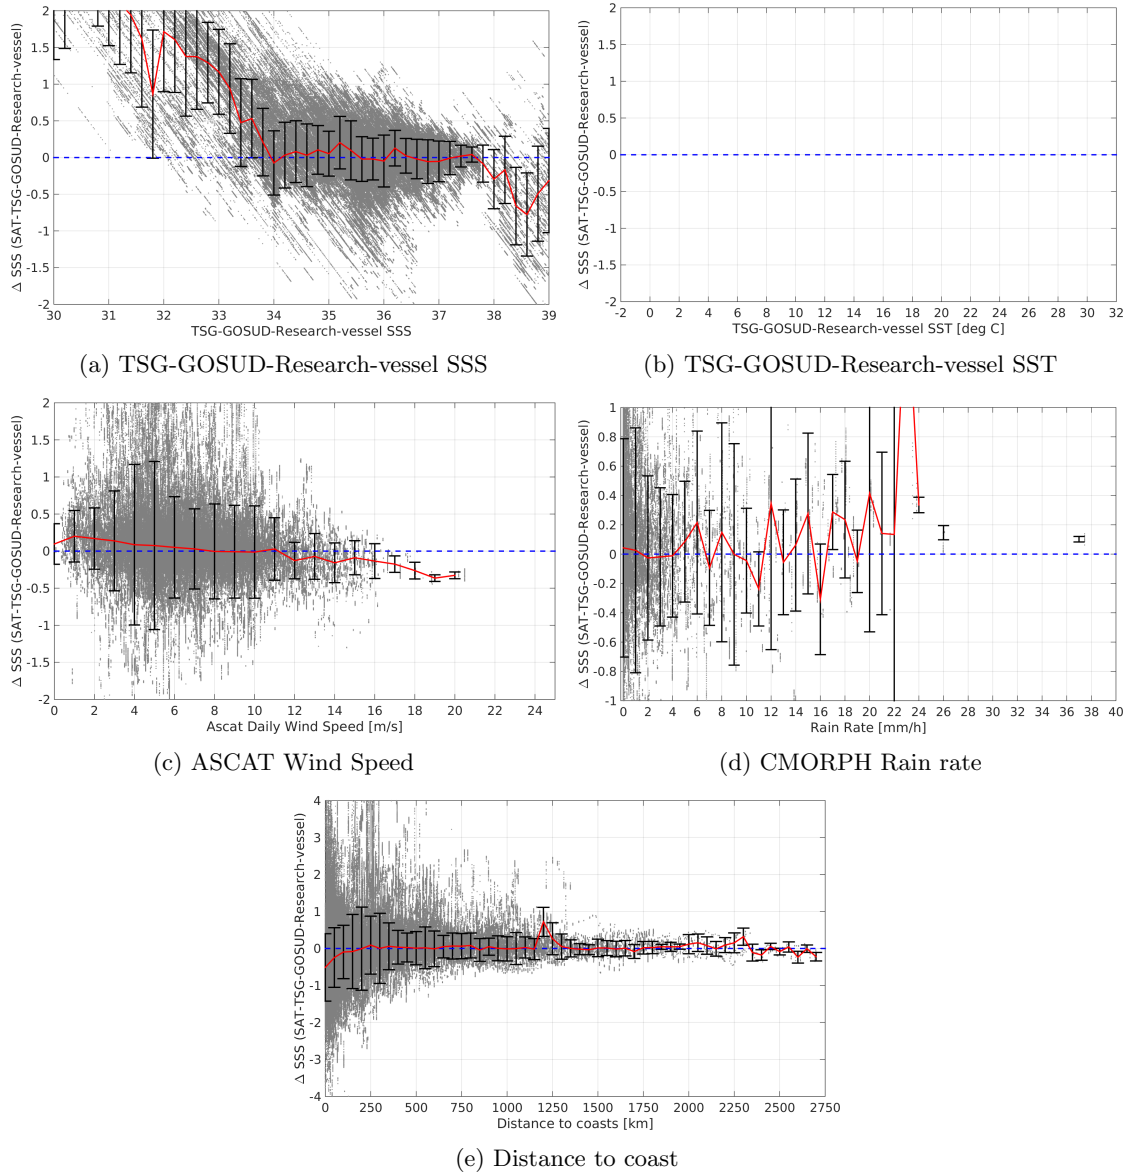 2
1.5
1
0.5
0
-0.5
-1
-1.5
-2
Δ SSS (SAT-TSG-GOSUD-Research-vessel)
30 31 32 33 34 35 36 37 38 39
TSG-GOSUD-Research-vessel SSS
(a) TSG-GOSUD-Research-vessel SSS
2
1.5
1
0.5
0
-0.5
-1
-1.5
-2
Δ SSS (SAT-TSG-GOSUD-Research-vessel)
-2 0 2 4 6 8 10 12 14 16 18 20 22 24 26 28 30 32
TSG-GOSUD-Research-vessel SST [deg C]
(b) TSG-GOSUD-Research-vessel SST
2
1.5
1
0.5
0
-0.5
-1
-1.5
-2
Δ SSS (SAT-TSG-GOSUD-Research-vessel)
0 2 4 6 8 10 12 14 16 18 20 22 24
Ascat Daily Wind Speed [m/s]
(c) ASCAT Wind Speed
1
0.8
0.6
0.4
0.2
0
-0.2
-0.4
-0.6
-0.8
-1
Δ SSS (SAT-TSG-GOSUD-Research-vessel)
0 2 4 6 8 10 12 14 16 18 20 22 24 26 28 30 32 34 36 38 40
Rain Rate [mm/h]
(d) CMORPH Rain rate
4
3
2
1
0
-1
-2
-3
-4
Δ SSS (SAT-TSG-GOSUD-Research-vessel)
0 250 500 750 1000 1250 1500 1750 2000 2250 2500 2750
Distance to coasts [km]
(e) Distance to coast